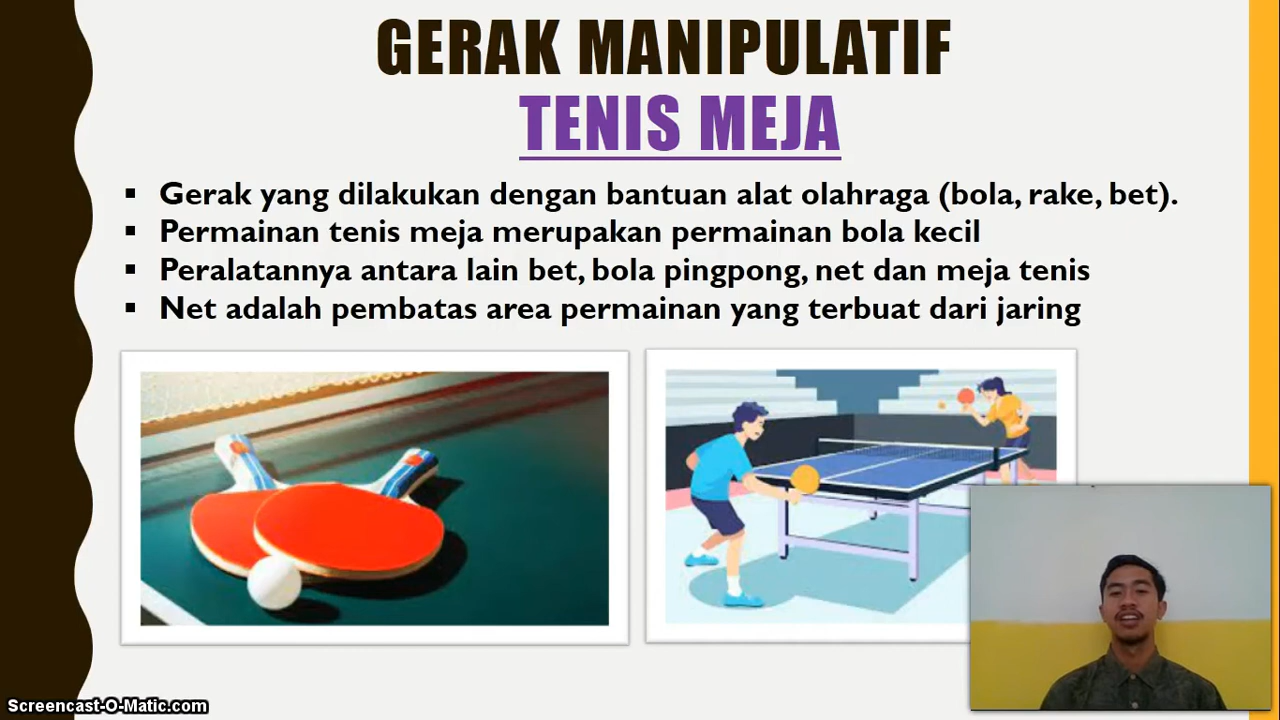 GERAK MANIPULATIF
TENIS MEJA
▪ Gerak yang dilakukan dengan bantuan alat olahraga (bola, rake, bet).
▪ Permainan tenis meja merupakan permainan bola kecil
▪ Peralatannya antara lain bet, bola pingpong, net dan meja tenis
▪ Net adalah pembatas area permainan yang terbuat dari jaring
Screencast-O-Matic.com